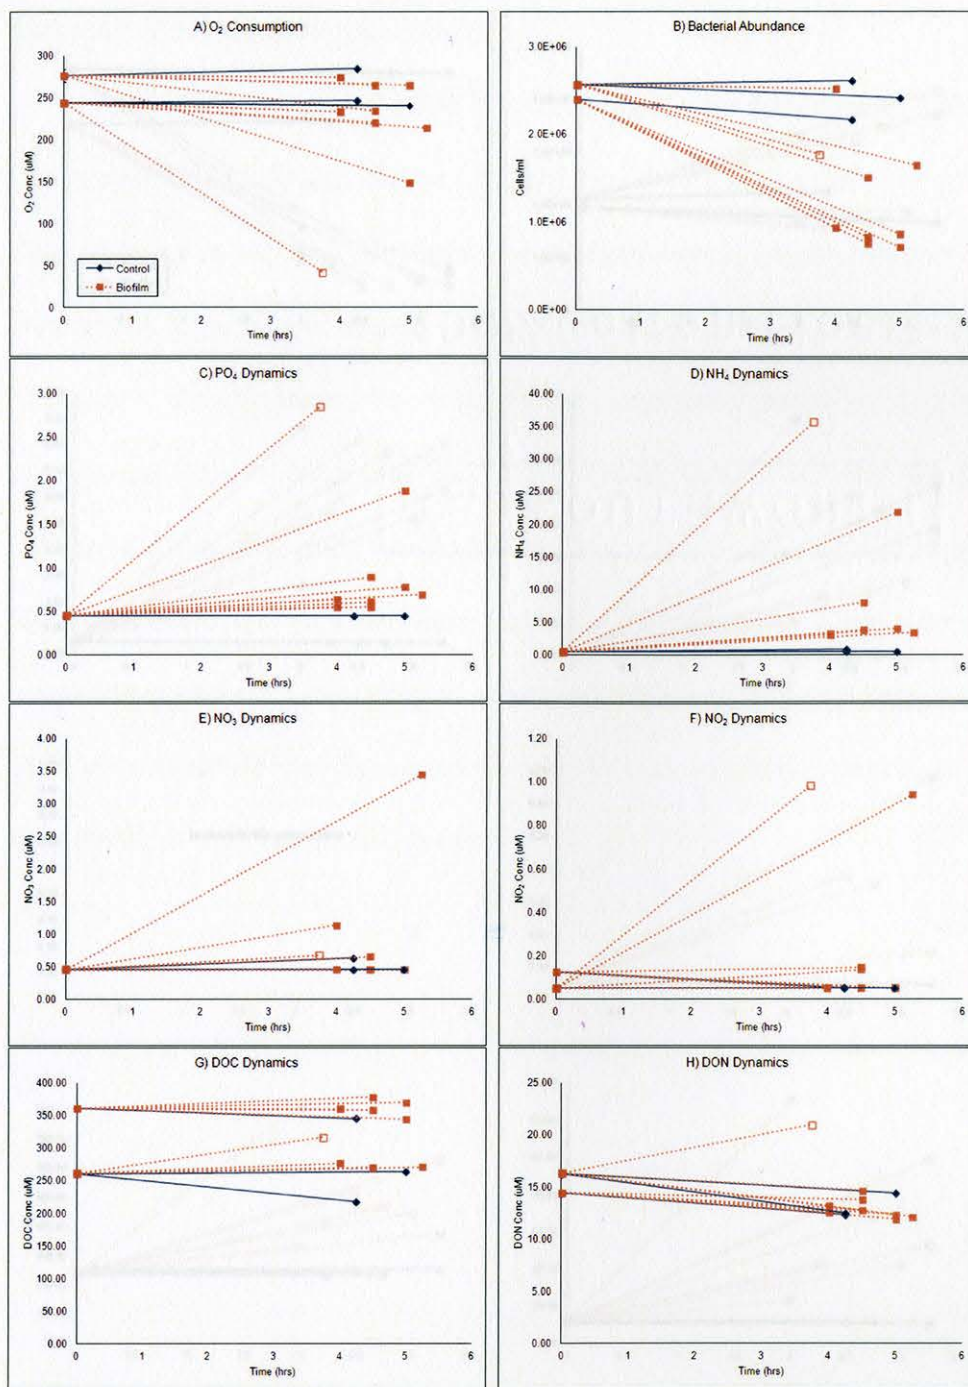 A) O₂ Consumption
300
250
200
150
100
50
0
O₂ Conc (uM)
Control
Biofilm
0 1 2 3 4 5 6
Time (hrs)
B) Bacterial Abundance
3.0E+06
2.0E+06
1.0E+06
0.0E+00
Cells/ml
0 1 2 3 4 5 6
Time (hrs)
C) PO₄ Dynamics
3.00
2.50
2.00
1.50
1.00
0.50
0.00
PO₄ Conc (uM)
0 1 2 3 4 5 6
Time (hrs)
D) NH₄ Dynamics
40.00
35.00
30.00
25.00
20.00
15.00
10.00
5.00
0.00
NH₄ Conc (uM)
0 1 2 3 4 5 6
Time (hrs)
E) NO₃ Dynamics
4.00
3.50
3.00
2.50
2.00
1.50
1.00
0.50
0.00
NO₃ Conc (uM)
0 1 2 3 4 5 6
Time (hrs)
F) NO₂ Dynamics
1.20
1.00
0.80
0.60
0.40
0.20
0.00
NO₂ Conc (uM)
0 1 2 3 4 5 6
Time (hrs)
G) DOC Dynamics
400.00
350.00
300.00
250.00
200.00
150.00
100.00
50.00
0.00
DOC Conc (uM)
0 1 2 3 4 5 6
Time (hrs)
H) DON Dynamics
25.00
20.00
15.00
10.00
5.00
0.00
DON Conc (uM)
0 1 2 3 4 5 6
Time (hrs)